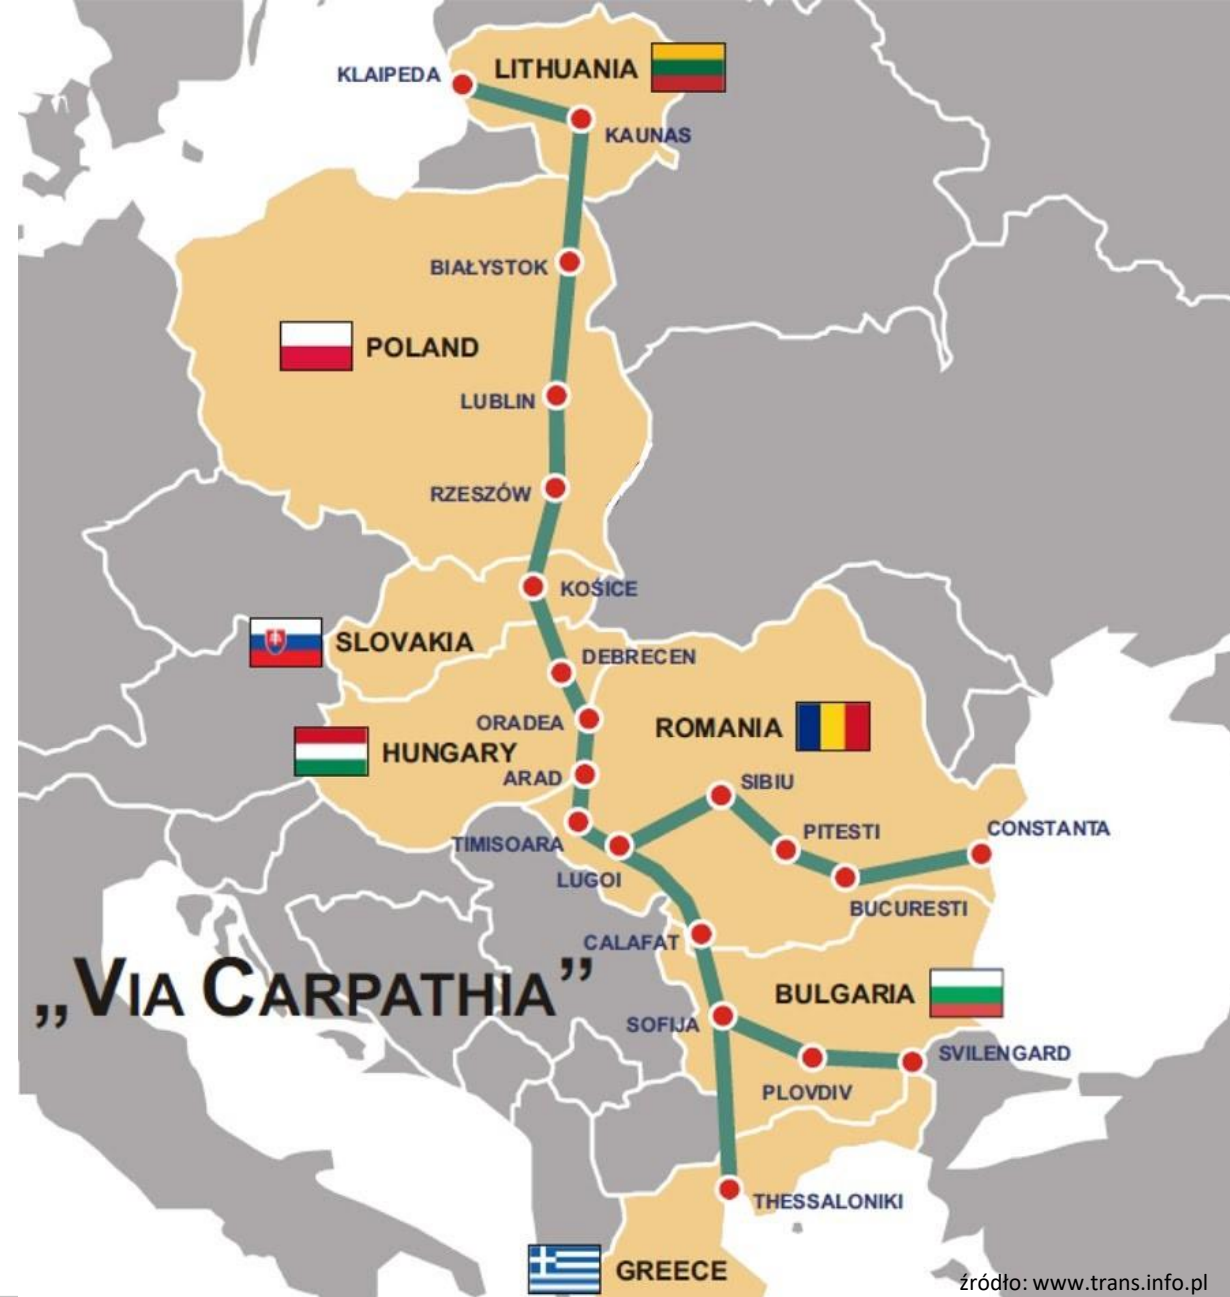 KLAIPEDA
LITHUANIA
KAUNAS
BIAŁYSTOK
POLAND
LUBLIN
RZESZÓW
KOŚICE
SLOVAKIA
DEBRECEN
ORADEA
ROMANIA
HUNGARY
ARAD
SIBIU
TIMISOARA
PITESTI
CONSTANTA
LUGOI
BUCURESTI
CALAFAT
„VIA CARPATHIA”
BULGARIA
SOFIJA
SVILENGARD
PLOVDIV
THESSALONIKI
GREECE
źródło: www.trans.info.pl